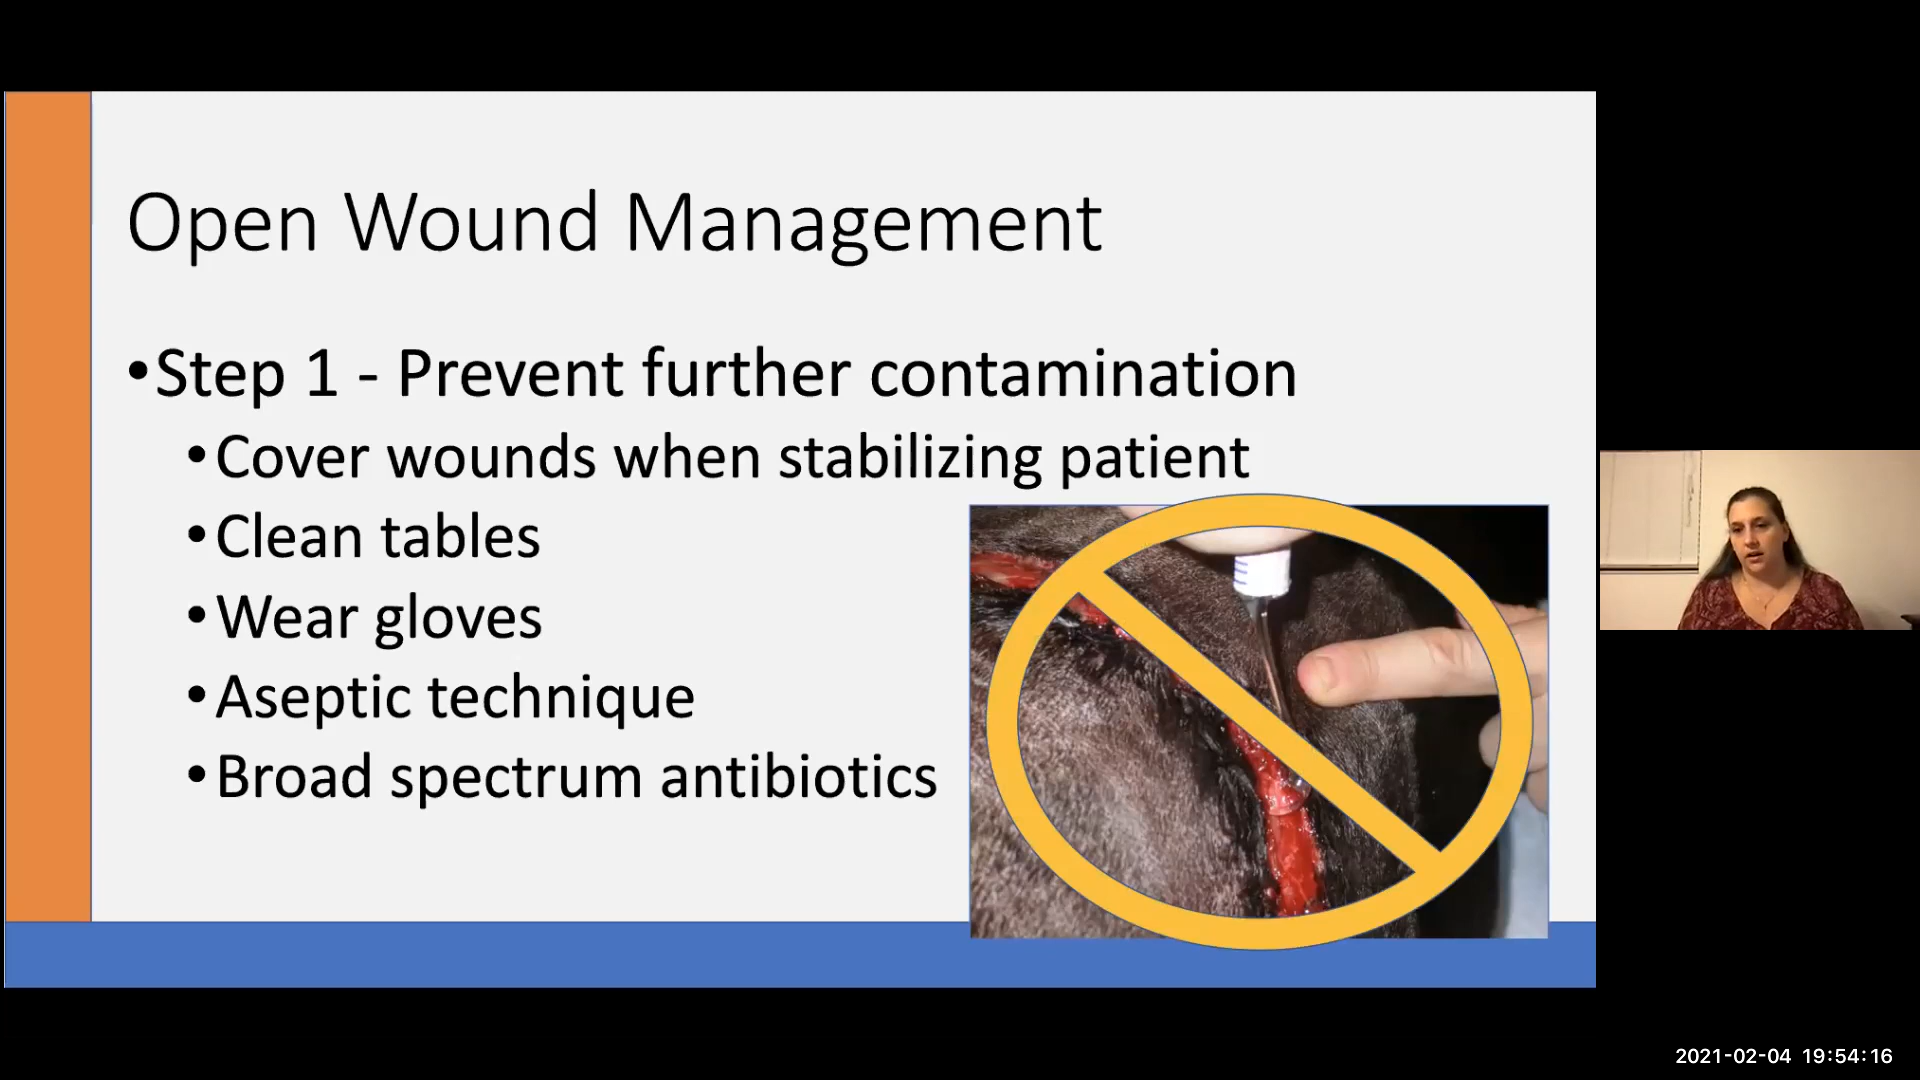 Open Wound Management
•Step 1 - Prevent further contamination
•Cover wounds when stabilizing patient
•Clean tables
•Wear gloves
•Aseptic technique
•Broad spectrum antibiotics
2021-02-04 19:54:16